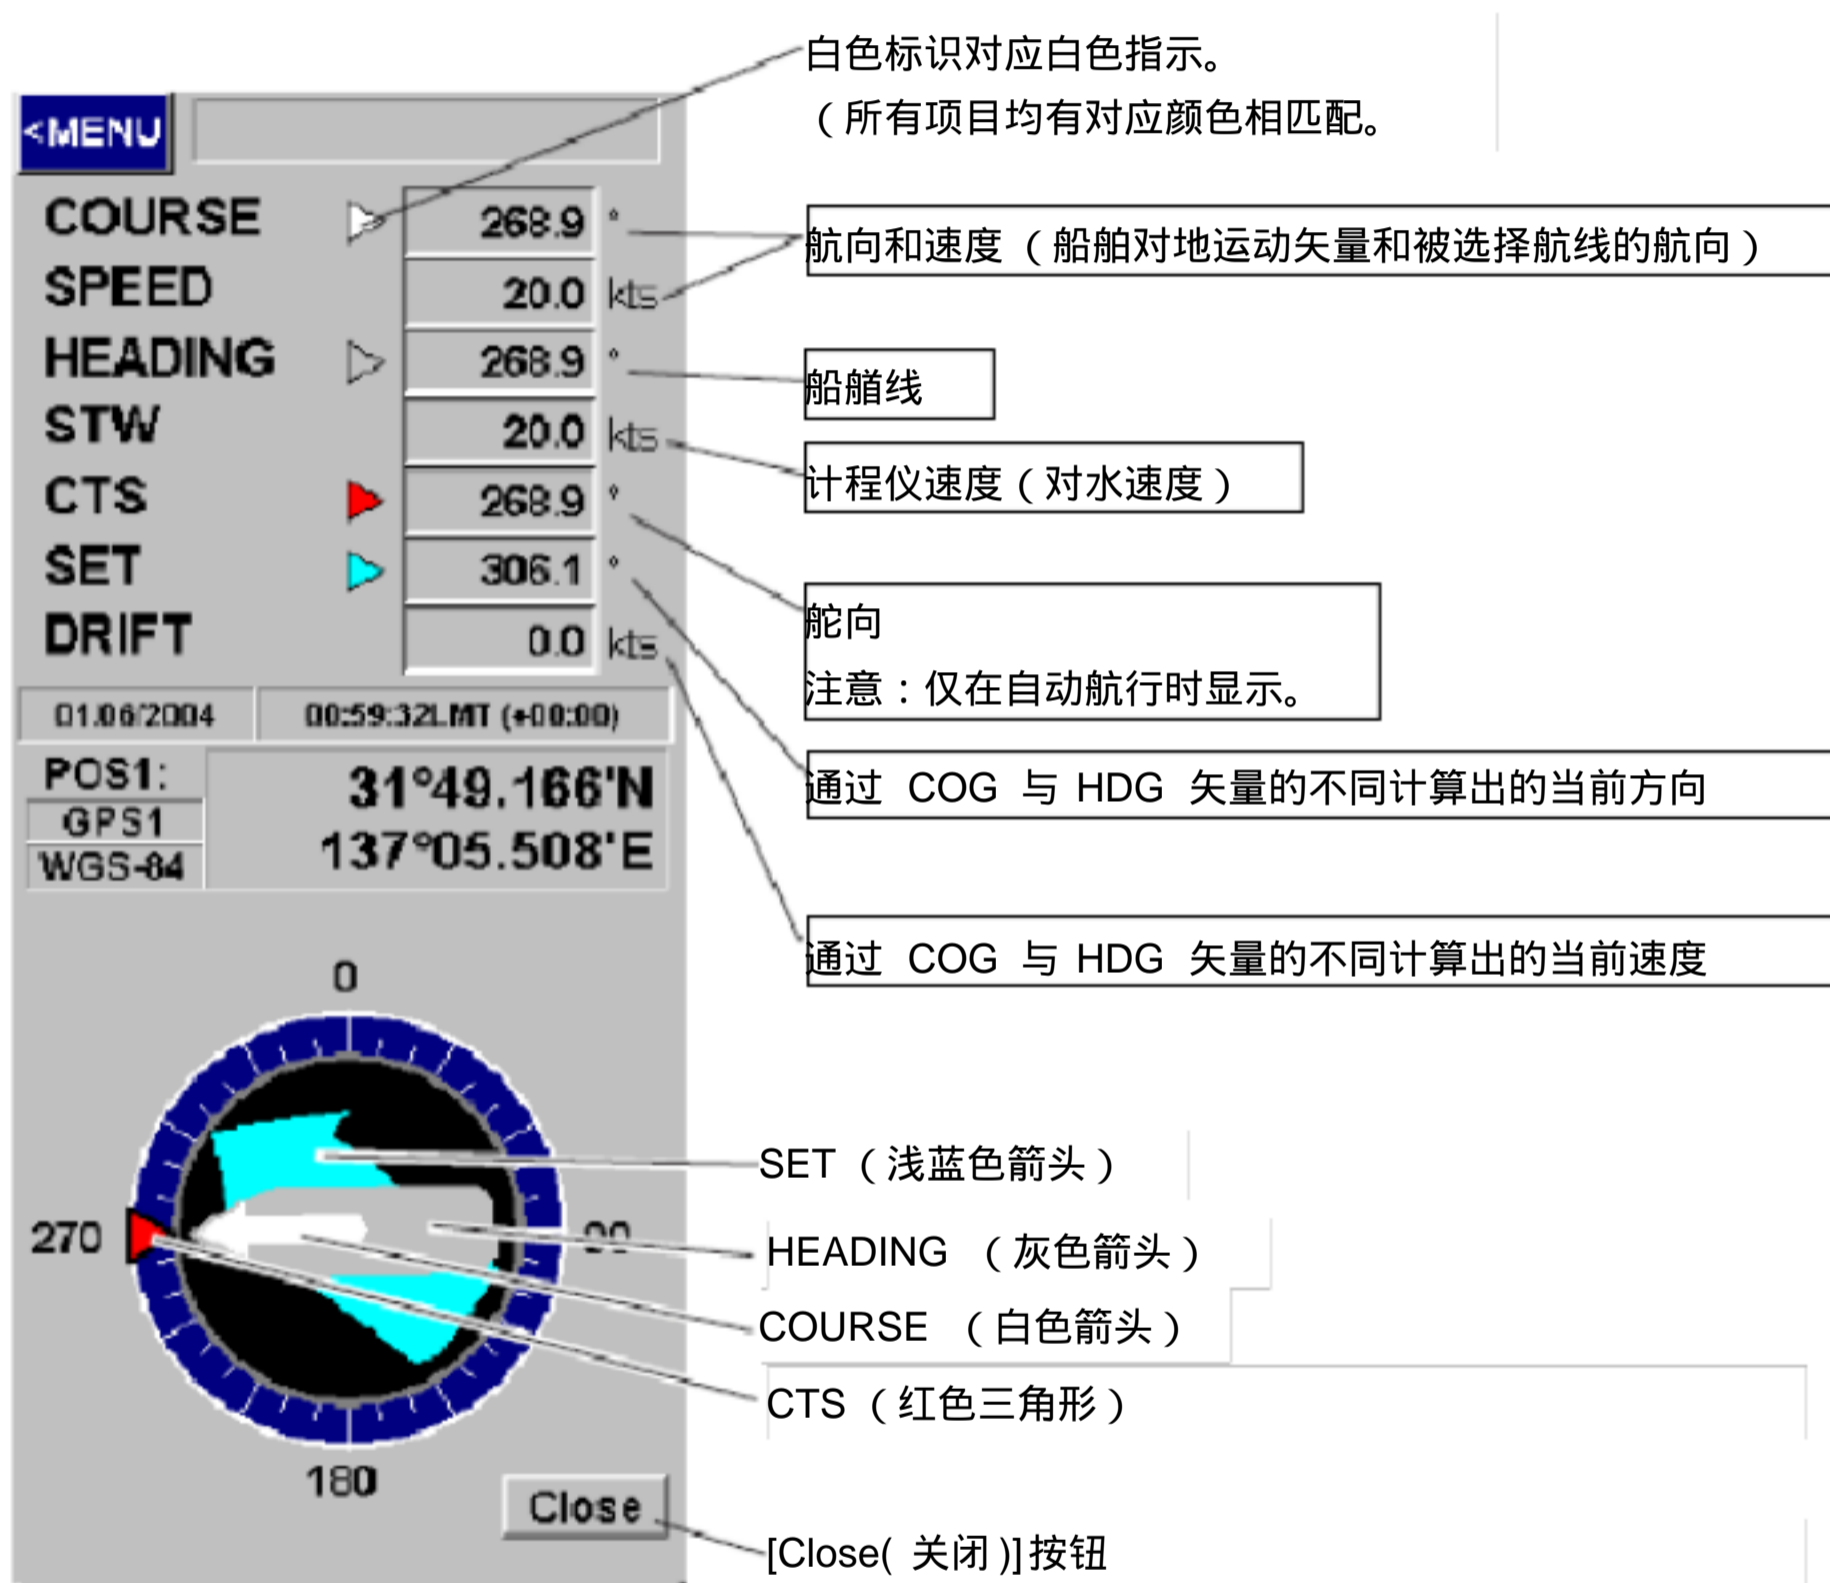 白色标识对应白色指示。
（所有项目均有对应颜色相匹配。
<MENU
COURSE 268.9 °
航向和速度（船舶对地运动矢量和被选择航线的航向）
SPEED 20.0 kts
HEADING 268.9 °
船艏线
STW 20.0 kts
计程仪速度（对水速度）
CTS 268.9 °
SET 306.1 °
舵向
DRIFT 0.0 kts
注意：仅在自动航行时显示。
01/06/2004 00:59:32LMT (+00:00)
POS1: 31°49.166'N
通过 COG 与 HDG 矢量的不同计算出的当前方向
GPS1
137°05.508'E
WGS-84
通过 COG 与 HDG 矢量的不同计算出的当前速度
0
SET（浅蓝色箭头）
270 90
HEADING （灰色箭头）
COURSE （白色箭头）
CTS（红色三角形）
180
Close
[Close( 关闭 )]按钮